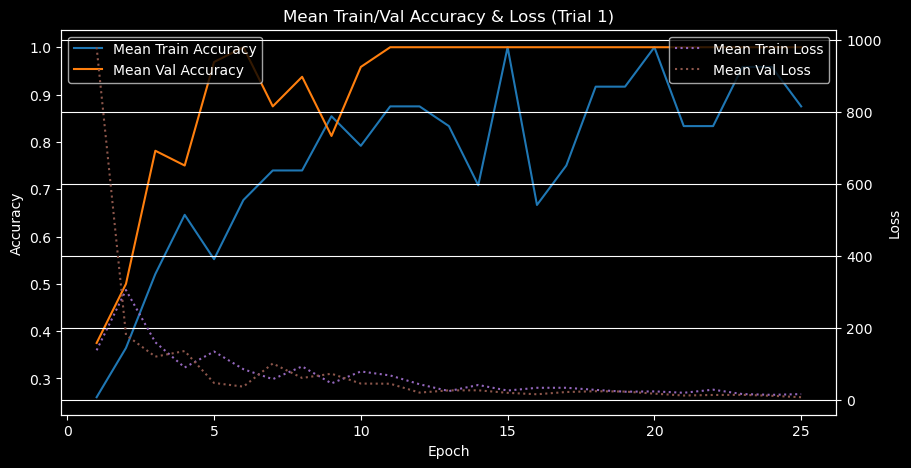 Mean Train/Val Accuracy & Loss (Trial 1)
Mean Train Accuracy
Mean Val Accuracy
Mean Train Loss
Mean Val Loss
1.0
0.9
0.8
0.7
0.6
0.5
0.4
0.3
Accuracy
1000
800
600
400
200
0
Loss
0 5 10 15 20 25
Epoch